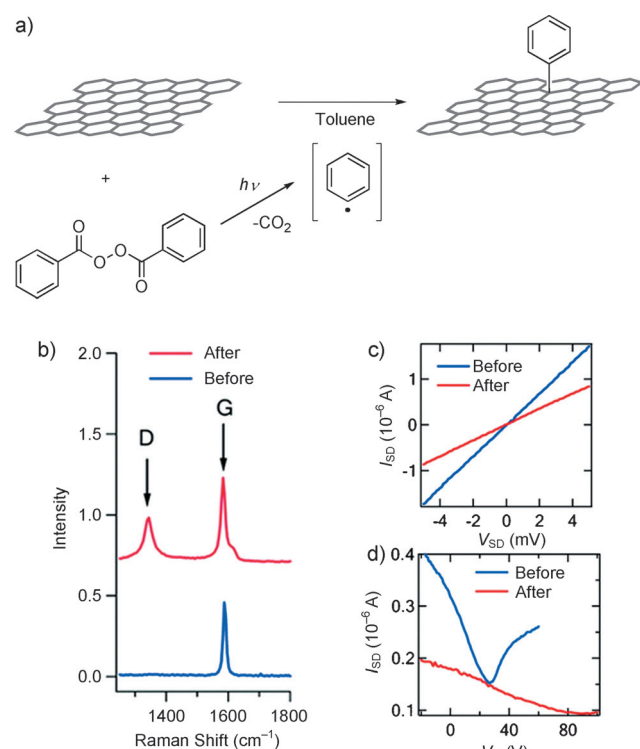 a)
Toluene
+
hν
-CO2
O
O
O
O
b)
After
Before
2.0
1.5
1.0
0.5
0.0
D
G
Intensity
1400
1600
1800
Raman Shift (cm⁻¹)
c)
Before
After
1
0
-1
ISD (10⁻⁶ A)
-4
-2
0
2
4
VSD (mV)
d)
Before
After
0.4
0.3
0.2
0.1
ISD (10⁻⁶ A)
0
40
80
(V)